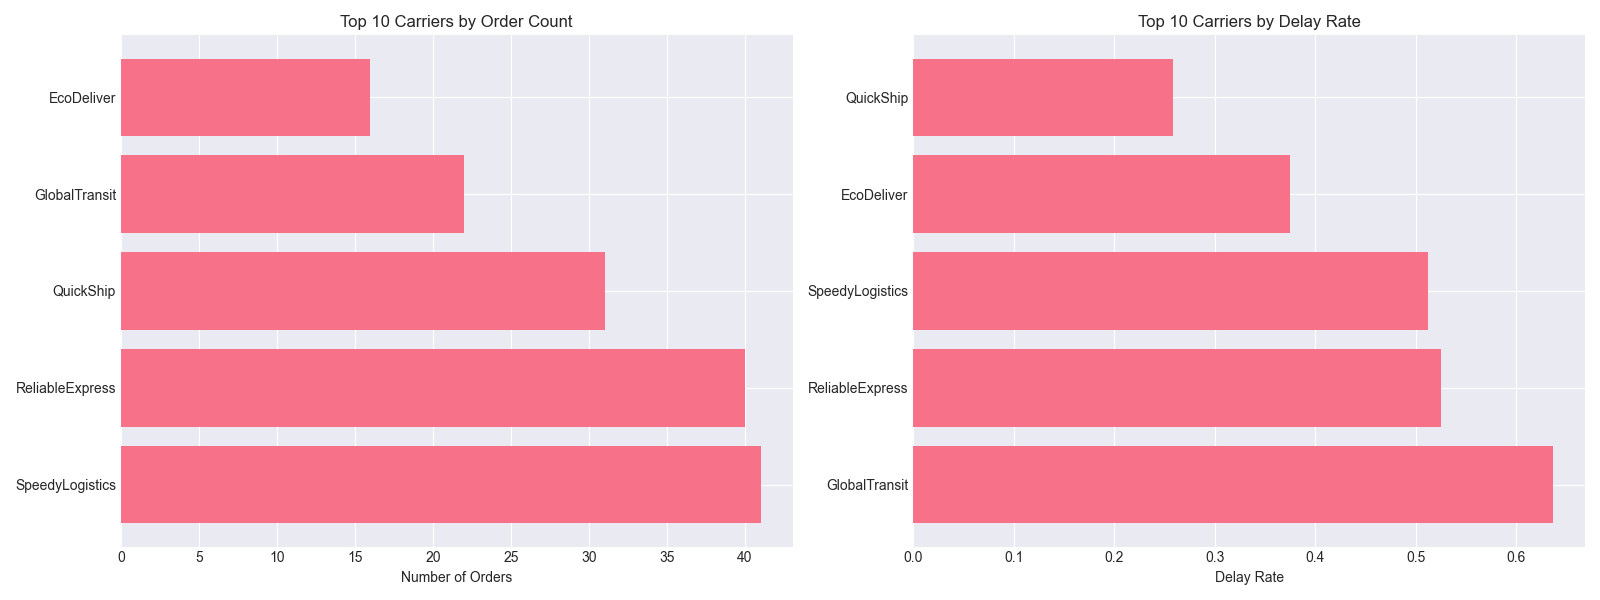 Top 10 Carriers by Order Count
EcoDeliver
GlobalTransit
QuickShip
ReliableExpress
SpeedyLogistics
0 5 10 15 20 25 30 35 40
Number of Orders
Top 10 Carriers by Delay Rate
QuickShip
EcoDeliver
SpeedyLogistics
ReliableExpress
GlobalTransit
0.0 0.1 0.2 0.3 0.4 0.5 0.6
Delay Rate